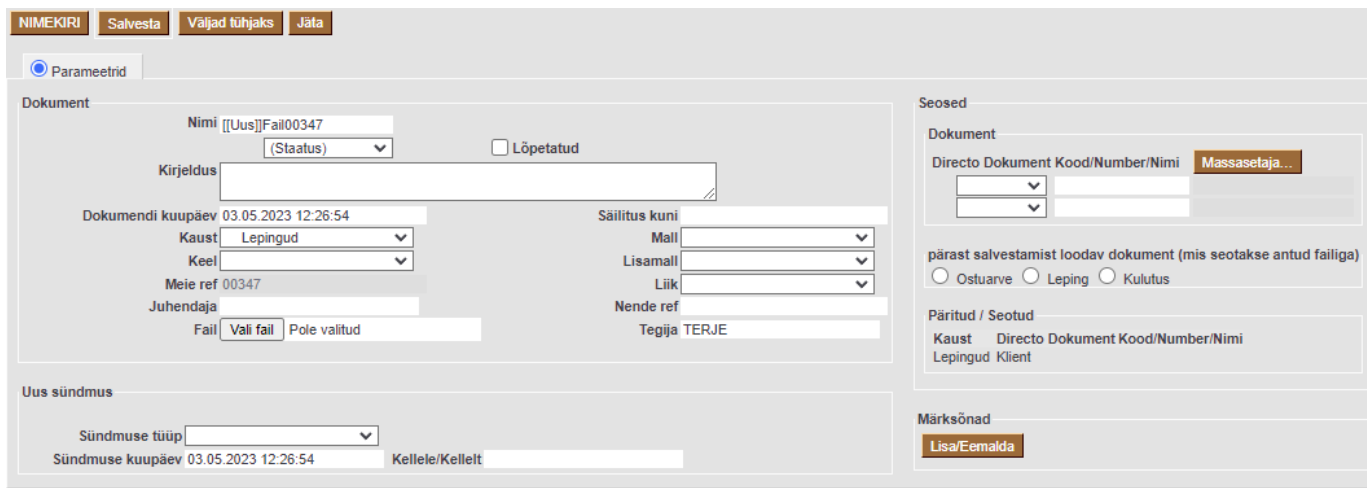 NIMEKIRI Salvesta Väljad tühjaks Jäta
Parameetrid
Dokument
Nimi [[Uus]]Fail00347
(Staatus) Lõpetatud
Kirjeldus
Dokumendi kuupäev 03.05.2023 12:26:54 Säilitus kuni
Kaust Lepingud Mall
Keel Lisamall
Meie ref 00347 Liik
Juhendaja Nende ref
Fail Vali fail Pole valitud Tegija TERJE
Uus sündmus
Sündmuse tüüp
Sündmuse kuupäev 03.05.2023 12:26:54 Kellele/Kellelt
Seosed
Dokument
Directo Dokument Kood/Number/Nimi Massasetaja...
pärast salvestamist loodav dokument (mis seotakse antud failiga)
Ostuarve Leping Kulutus
Päritud / Seotud
Kaust Directo Dokument Kood/Number/Nimi
Lepingud Klient
Märksõnad
Lisa/Eemalda